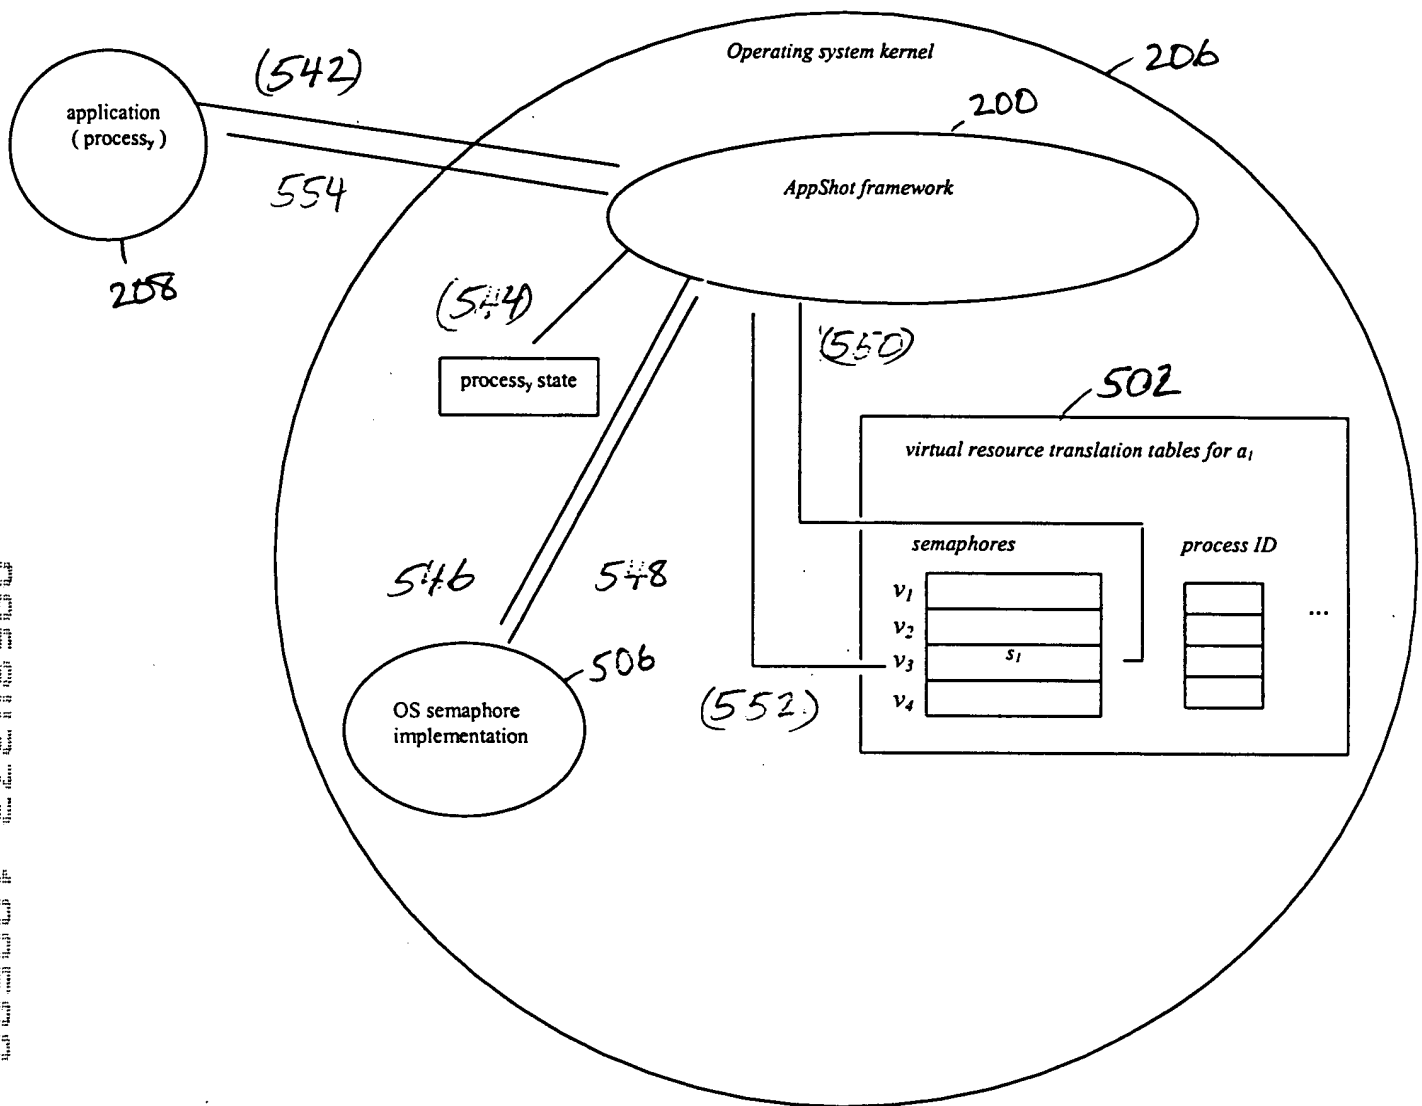 Operating system kernel
206
(542)
application
( processy )
200
AppShot framework
554
208
(544)
(550)
processy state
502
virtual resource translation tables for a1
semaphores
process ID
546
548
v1
v2
...
v3
s1
506
v4
(552)
OS semaphore
implementation